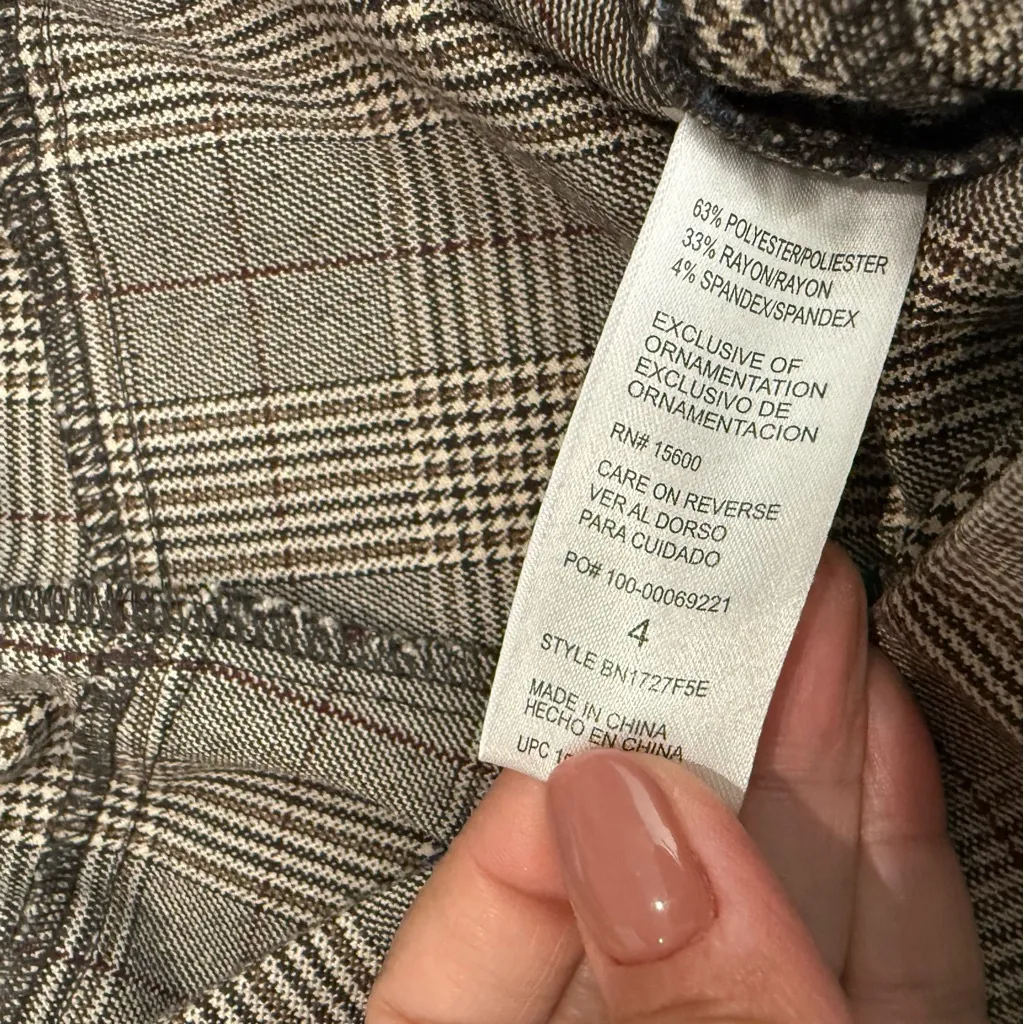 63% POLYESTER/POLIESTER
33% RAYON/RAYON
4% SPANDEX/SPANDEX
EXCLUSIVE OF
ORNAMENTATION
EXCLUSIVO DE
ORNAMENTACION
RN# 15600
CARE ON REVERSE
VER AL DORSO
PARA CUIDADO
PO# 100-00069221
4
STYLE BN1727F5E
MADE IN CHINA
HECHO EN CHINA
UPC